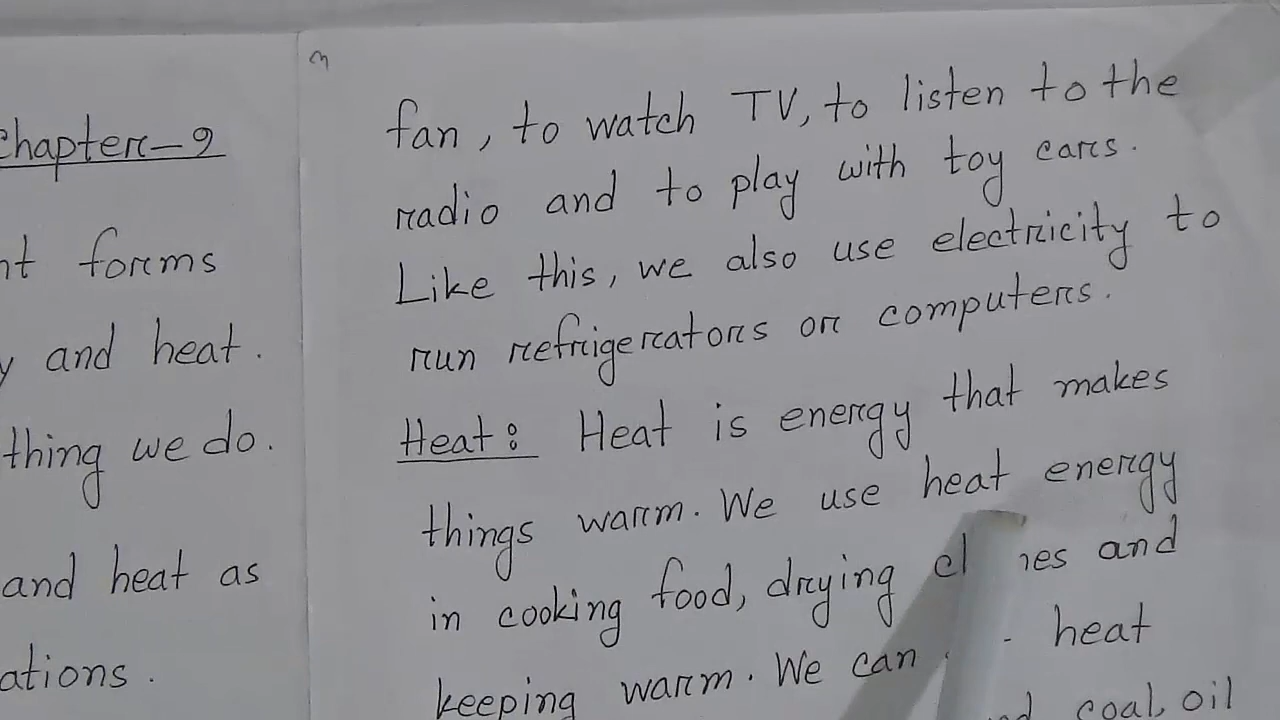 Chapter-9
nt forms
y and heat.
thing we do.
and heat as
ations.
fan, to watch TV, to listen to the
radio and to play with toy cars.
Like this, we also use electricity to
run refrigerators or computers.
Heat: Heat is energy that makes
things warm. We use heat energy
in cooking food, drying and
keeping warm. We can heat
coal, oil